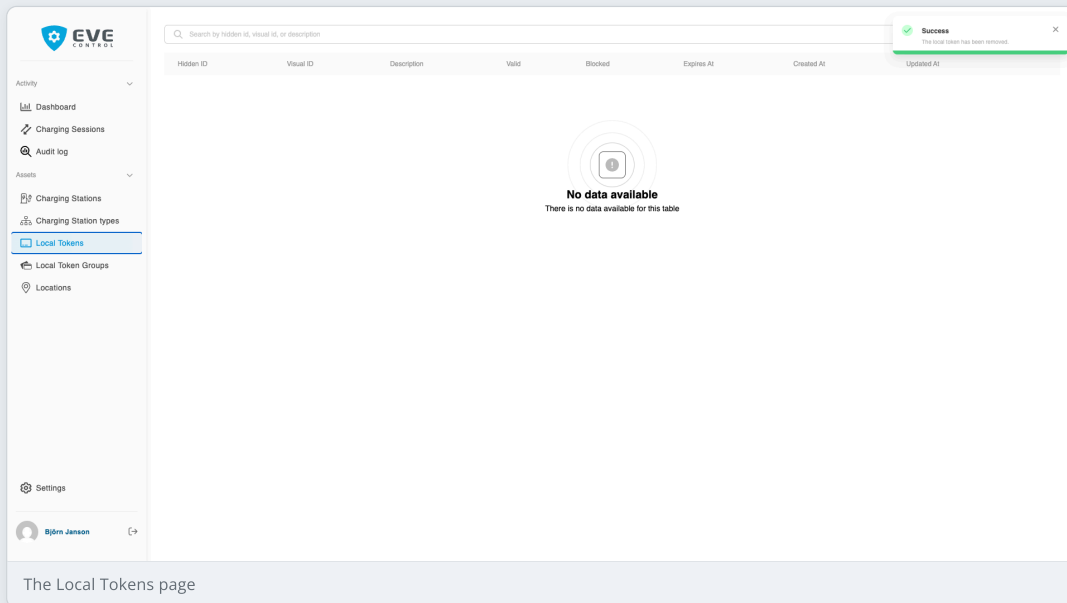 EVE
CONTROL
Activity
Dashboard
Charging Sessions
Audit log
Assets
Charging Stations
Charging Station types
Local Tokens
Local Token Groups
Locations
Settings
Björn Janson
Search by hidden id, visual id, or description
Hidden ID Visual ID Description Valid Blocked Expires At Created At Updated At
No data available
There is no data available for this table
Success
The local token has been removed.
The Local Tokens page